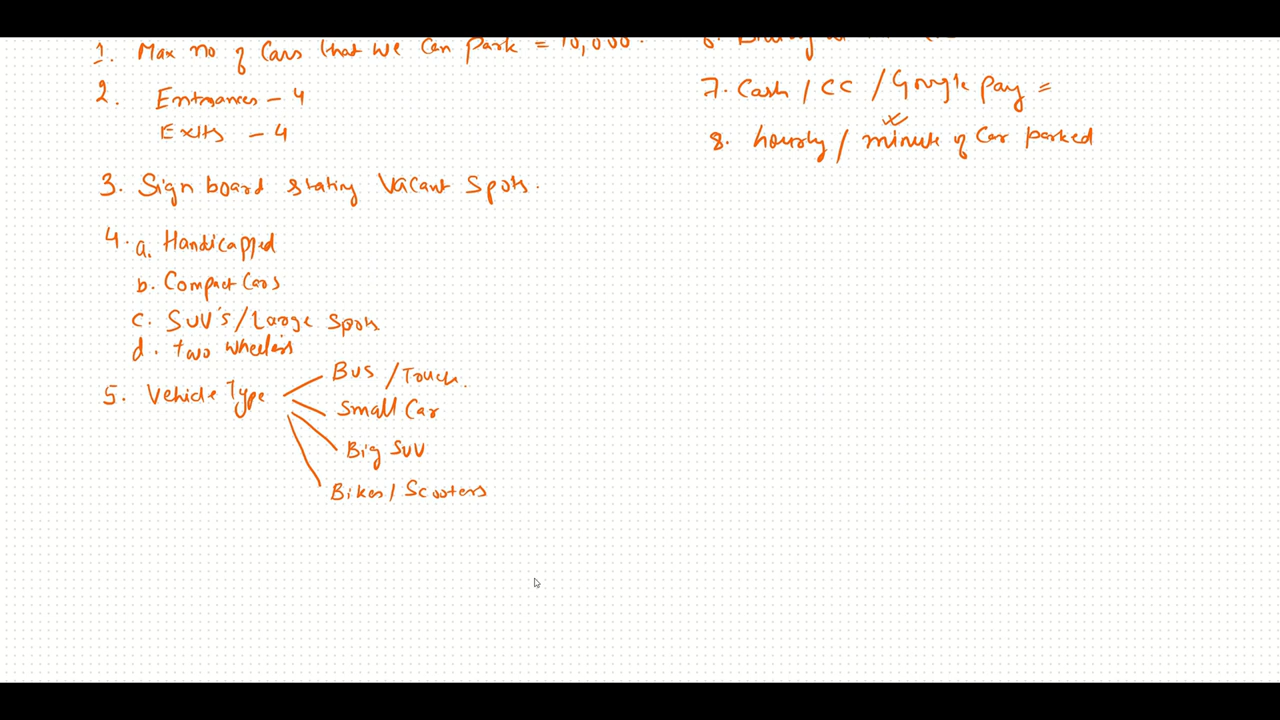 1. Max no of Cars that we can park = 10,000.
2. Entrances - 4
Exits - 4
3. Sign board stating Vacant Spots.
4. a. Handicapped
b. Compact Cars
c. SUV's / Large spots
d. two wheelers
5. Vehicle Type
Bus / Touch.
Small Car
Big SUV
Bikes / Scooters
7. Cash / CC / Google pay =
8. hourly / minute of Car parked